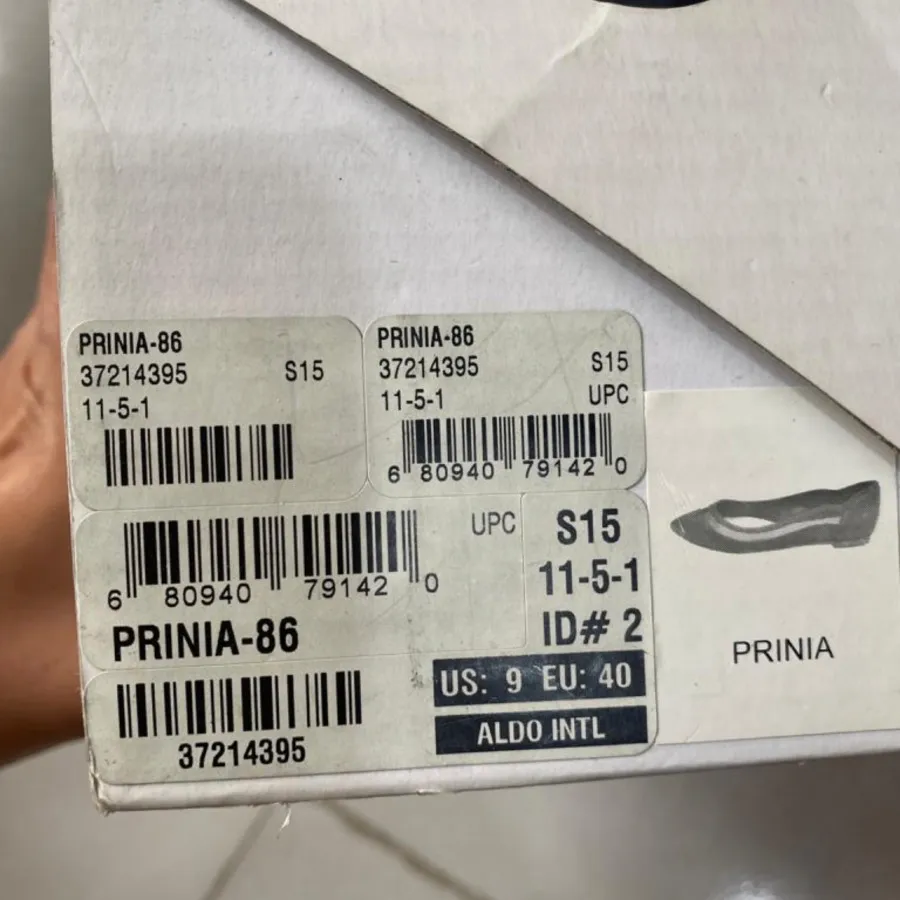 PRINIA-86
37214395 S15
11-5-1
PRINIA-86
37214395 S15
11-5-1 UPC
6 80940 79142 0
UPC
6 80940 79142 0
PRINIA-86
S15
11-5-1
ID# 2
US: 9 EU: 40
ALDO INTL
37214395
PRINIA